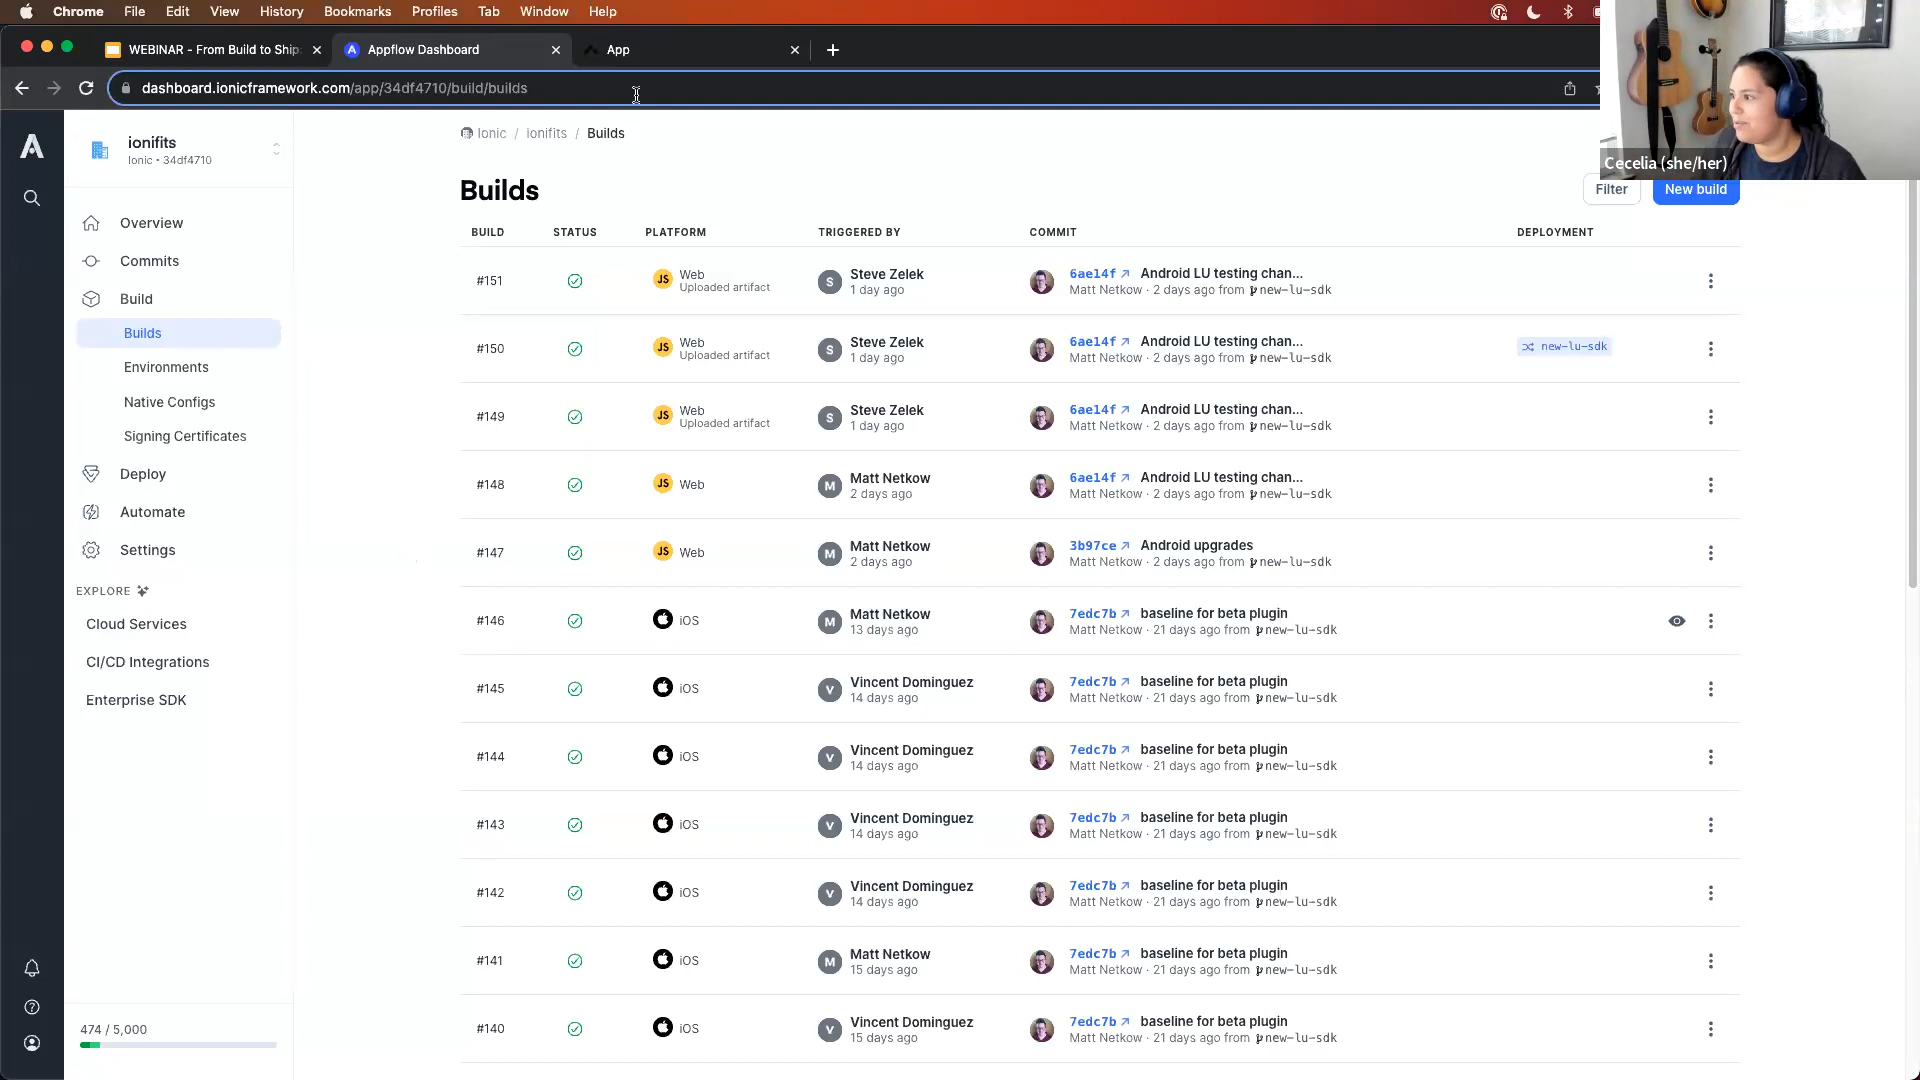 Chrome File Edit View History Bookmarks Profiles Tab Window Help
WEBINAR - From Build to Ship
Appflow Dashboard
App
dashboard.ionicframework.com/app/34df4710/build/builds
Cecelia (she/her)
ionifits
Ionic • 34df4710
Overview
Commits
Build
Builds
Environments
Native Configs
Signing Certificates
Deploy
Automate
Settings
EXPLORE
Cloud Services
CI/CD Integrations
Enterprise SDK
474 / 5,000
Ionic / ionifits / Builds
Builds
Filter New build
BUILD STATUS PLATFORM TRIGGERED BY COMMIT DEPLOYMENT
#151 JS Web Uploaded artifact S Steve Zelek 1 day ago 6ae14f Android LU testing chan... Matt Netkow · 2 days ago from new-lu-sdk
#150 JS Web Uploaded artifact S Steve Zelek 1 day ago 6ae14f Android LU testing chan... Matt Netkow · 2 days ago from new-lu-sdk new-lu-sdk
#149 JS Web Uploaded artifact S Steve Zelek 1 day ago 6ae14f Android LU testing chan... Matt Netkow · 2 days ago from new-lu-sdk
#148 JS Web M Matt Netkow 2 days ago 6ae14f Android LU testing chan... Matt Netkow · 2 days ago from new-lu-sdk
#147 JS Web M Matt Netkow 2 days ago 3b97ce Android upgrades Matt Netkow · 2 days ago from new-lu-sdk
#146 iOS M Matt Netkow 13 days ago 7edc7b baseline for beta plugin Matt Netkow · 21 days ago from new-lu-sdk
#145 iOS V Vincent Dominguez 14 days ago 7edc7b baseline for beta plugin Matt Netkow · 21 days ago from new-lu-sdk
#144 iOS V Vincent Dominguez 14 days ago 7edc7b baseline for beta plugin Matt Netkow · 21 days ago from new-lu-sdk
#143 iOS V Vincent Dominguez 14 days ago 7edc7b baseline for beta plugin Matt Netkow · 21 days ago from new-lu-sdk
#142 iOS V Vincent Dominguez 14 days ago 7edc7b baseline for beta plugin Matt Netkow · 21 days ago from new-lu-sdk
#141 iOS M Matt Netkow 15 days ago 7edc7b baseline for beta plugin Matt Netkow · 21 days ago from new-lu-sdk
#140 iOS V Vincent Dominguez 15 days ago 7edc7b baseline for beta plugin Matt Netkow · 21 days ago from new-lu-sdk